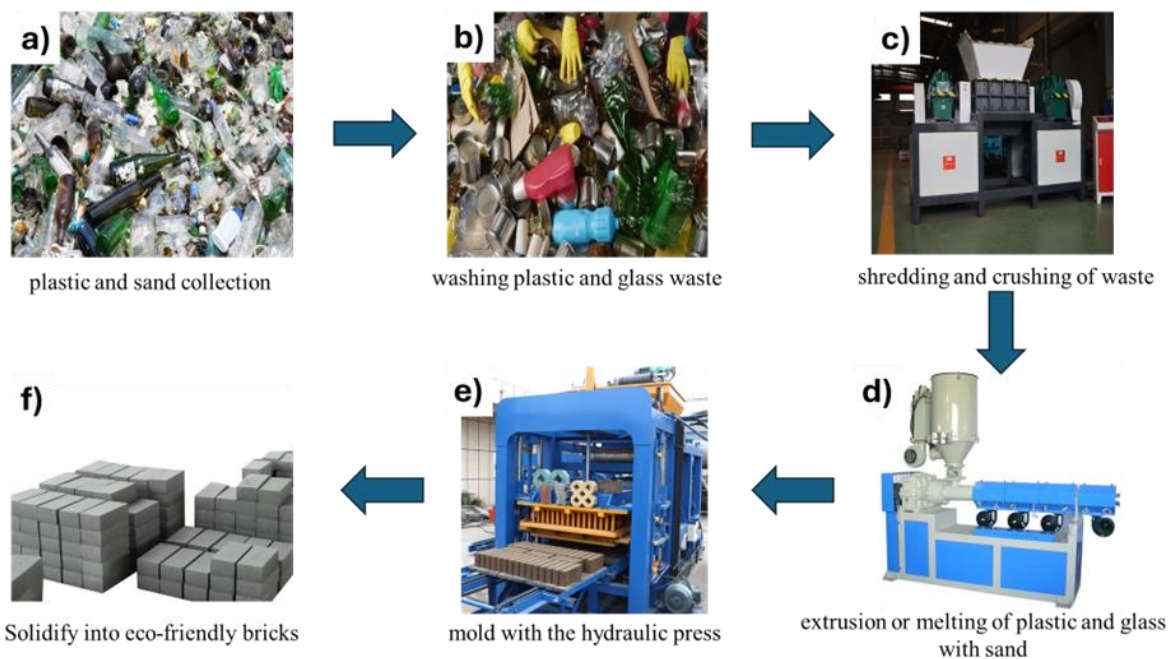 a)
plastic and sand collection
b)
washing plastic and glass waste
c)
shredding and crushing of waste
d)
extrusion or melting of plastic and glass
with sand
e)
mold with the hydraulic press
f)
Solidify into eco-friendly bricks